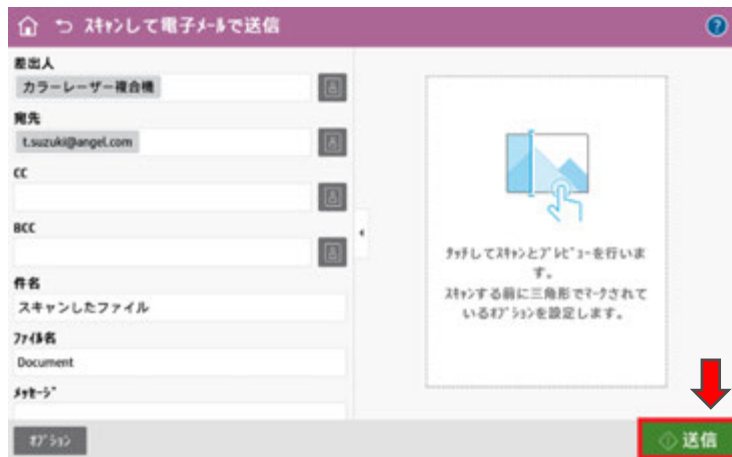 スキャンして電子メールで送信
差出人
カラーレーザー複合機
宛先
t.suzuki@angel.com
CC
BCC
件名
スキャンしたファイル
ファイル名
Document
メッセージ
タッチしてスキャンとプレビューを行いま
す。
スキャンする前に三角形でマークされて
いるオプションを設定します。
オプション
送信